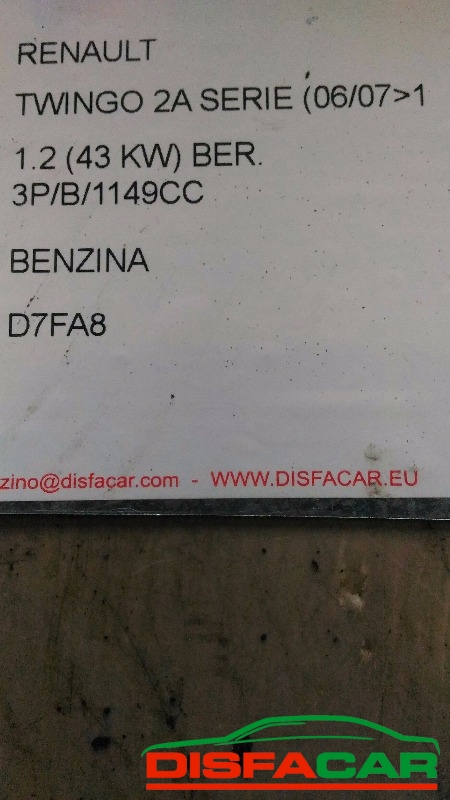 RENAULT
TWINGO 2A SERIE (06/07>1
1.2 (43 KW) BER.
3P/B/1149CC
BENZINA
D7FA8
zino@disfacar.com - WWW.DISFACAR.EU
DISFACAR